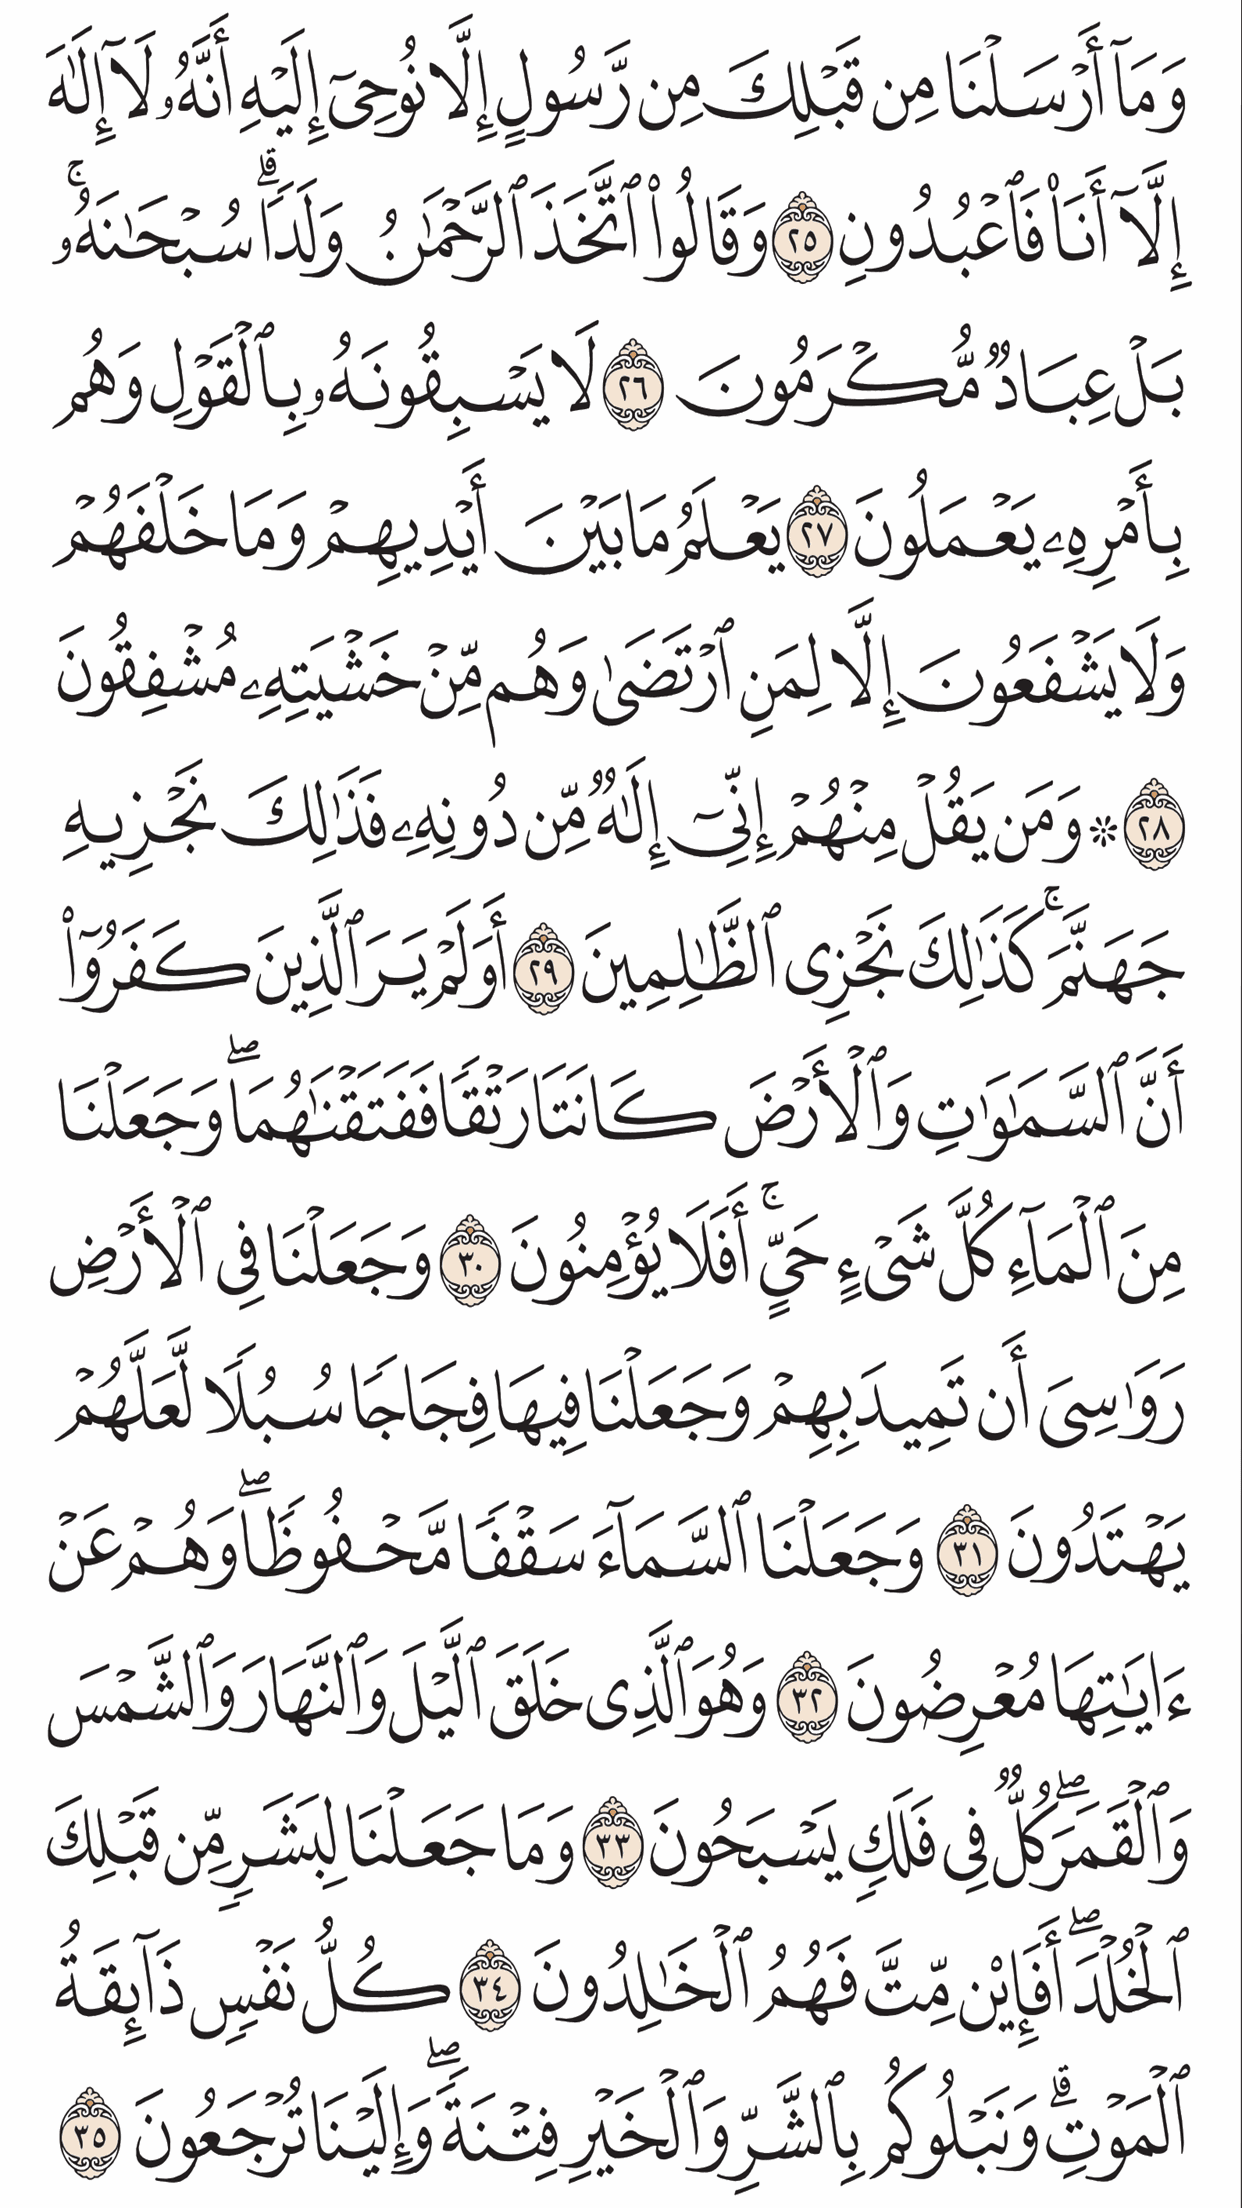 وَمَآ أَرۡسَلۡنَا مِن قَبۡلِكَ مِن رَّسُولٍ إِلَّا نُوحِيٓ إِلَيۡهِ أَنَّهُۥ لَآ إِلَٰهَ
إِلَّآ أَنَا۠ فَٱعۡبُدُونِ ٢٥ وَقَالُواْ ٱتَّخَذَ ٱلرَّحۡمَٰنُ وَلَدٗاۗ سُبۡحَٰنَهُۥۚ
بَلۡ عِبَادٞ مُّكۡرَمُونَ ٢٦ لَا يَسۡبِقُونَهُۥ بِٱلۡقَوۡلِ وَهُم
بِأَمۡرِهِۦ يَعۡمَلُونَ ٢٧ يَعۡلَمُ مَا بَيۡنَ أَيۡدِيهِمۡ وَمَا خَلۡفَهُمۡ
وَلَا يَشۡفَعُونَ إِلَّا لِمَنِ ٱرۡتَضَىٰ وَهُم مِّنۡ خَشۡيَتِهِۦ مُشۡفِقُونَ
٢٨ ۞ وَمَن يَقُلۡ مِنۡهُمۡ إِنِّيٓ إِلَٰهٞ مِّن دُونِهِۦ فَذَٰلِكَ نَجۡزِيهِ
جَهَنَّمَۚ كَذَٰلِكَ نَجۡزِي ٱلظَّٰلِمِينَ ٢٩ أَوَلَمۡ يَرَ ٱلَّذِينَ كَفَرُوٓاْ
أَنَّ ٱلسَّمَٰوَٰتِ وَٱلۡأَرۡضَ كَانَتَا رَتۡقٗا فَفَتَقۡنَٰهُمَاۖ وَجَعَلۡنَا
مِنَ ٱلۡمَآءِ كُلَّ شَيۡءٍ حَيٍّۚ أَفَلَا يُؤۡمِنُونَ ٣٠ وَجَعَلۡنَا فِي ٱلۡأَرۡضِ
رَوَٰسِيَ أَن تَمِيدَ بِهِمۡ وَجَعَلۡنَا فِيهَا فِجَاجٗا سُبُلٗا لَّعَلَّهُمۡ
يَهۡتَدُونَ ٣١ وَجَعَلۡنَا ٱلسَّمَآءَ سَقۡفٗا مَّحۡفُوظٗاۖ وَهُمۡ عَنۡ
ءَايَٰتِهَا مُعۡرِضُونَ ٣٢ وَهُوَ ٱلَّذِي خَلَقَ ٱلَّيۡلَ وَٱلنَّهَارَ وَٱلشَّمۡسَ
وَٱلۡقَمَرَۖ كُلّٞ فِي فَلَكٖ يَسۡبَحُونَ ٣٣ وَمَا جَعَلۡنَا لِبَشَرٖ مِّن قَبۡلِكَ
ٱلۡخُلۡدَۖ أَفَإِيْن مِّتَّ فَهُمُ ٱلۡخَٰلِدُونَ ٣٤ كُلُّ نَفۡسٖ ذَآئِقَةُ
ٱلۡمَوۡتِۗ وَنَبۡلُوكُم بِٱلشَّرِّ وَٱلۡخَيۡرِ فِتۡنَةٗۖ وَإِلَيۡنَا تُرۡجَعُونَ ٣٥